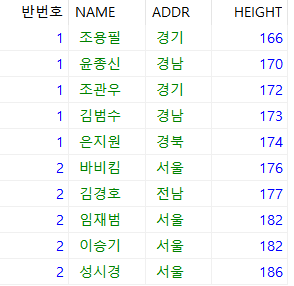 반번호 NAME ADDR HEIGHT
1 조용필 경기 166
1 윤종신 경남 170
1 조관우 경기 172
1 김범수 경남 173
1 은지원 경북 174
2 바비킴 서울 176
2 김경호 전남 177
2 임재범 서울 182
2 이승기 서울 182
2 성시경 서울 186